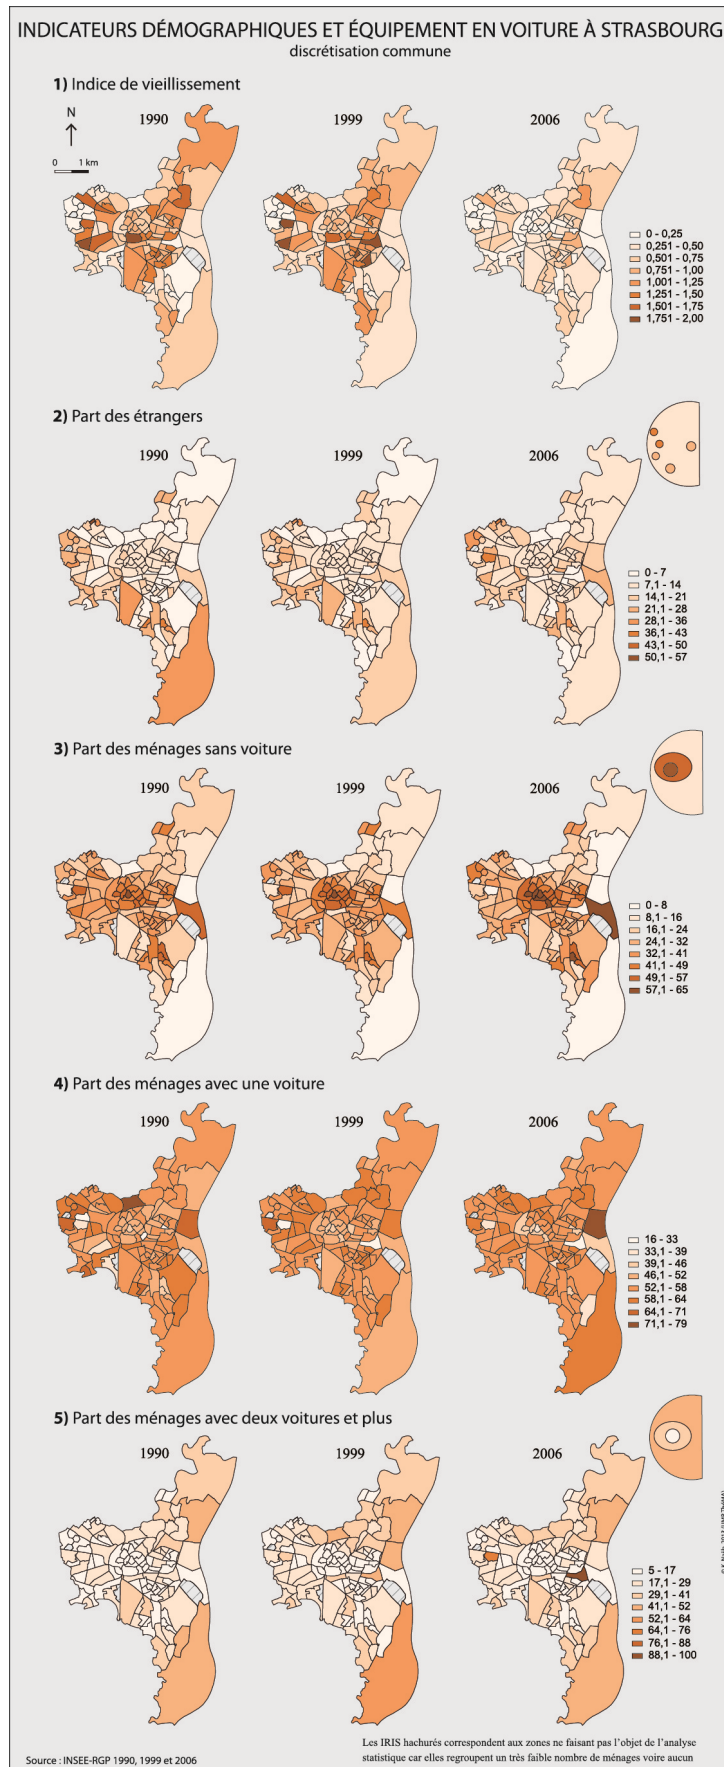 INDICATEURS DÉMOGRAPHIQUES ET ÉQUIPEMENT EN VOITURE À STRASBOURG
discrétisation commune
1) Indice de vieillissement
N
0 1 km
1990
1999
2006
0 - 0,25
0,251 - 0,50
0,501 - 0,75
0,751 - 1,00
1,001 - 1,25
1,251 - 1,50
1,501 - 1,75
1,751 - 2,00
2) Part des étrangers
1990
1999
2006
0 - 7
7,1 - 14
14,1 - 21
21,1 - 28
28,1 - 36
36,1 - 43
43,1 - 50
50,1 - 57
3) Part des ménages sans voiture
1990
1999
2006
0 - 8
8,1 - 16
16,1 - 24
24,1 - 32
32,1 - 41
41,1 - 49
49,1 - 57
57,1 - 65
4) Part des ménages avec une voiture
1990
1999
2006
16 - 33
33,1 - 39
39,1 - 46
46,1 - 52
52,1 - 58
58,1 - 64
64,1 - 71
71,1 - 79
5) Part des ménages avec deux voitures et plus
1990
1999
2006
5 - 17
17,1 - 29
29,1 - 41
41,1 - 52
52,1 - 64
64,1 - 76
76,1 - 88
88,1 - 100
Les IRIS hachurés correspondent aux zones ne faisant pas l'objet de l'analyse
statistique car elles regroupent un très faible nombre de ménages voire aucun
Source : INSEE-RGP 1990, 1999 et 2006